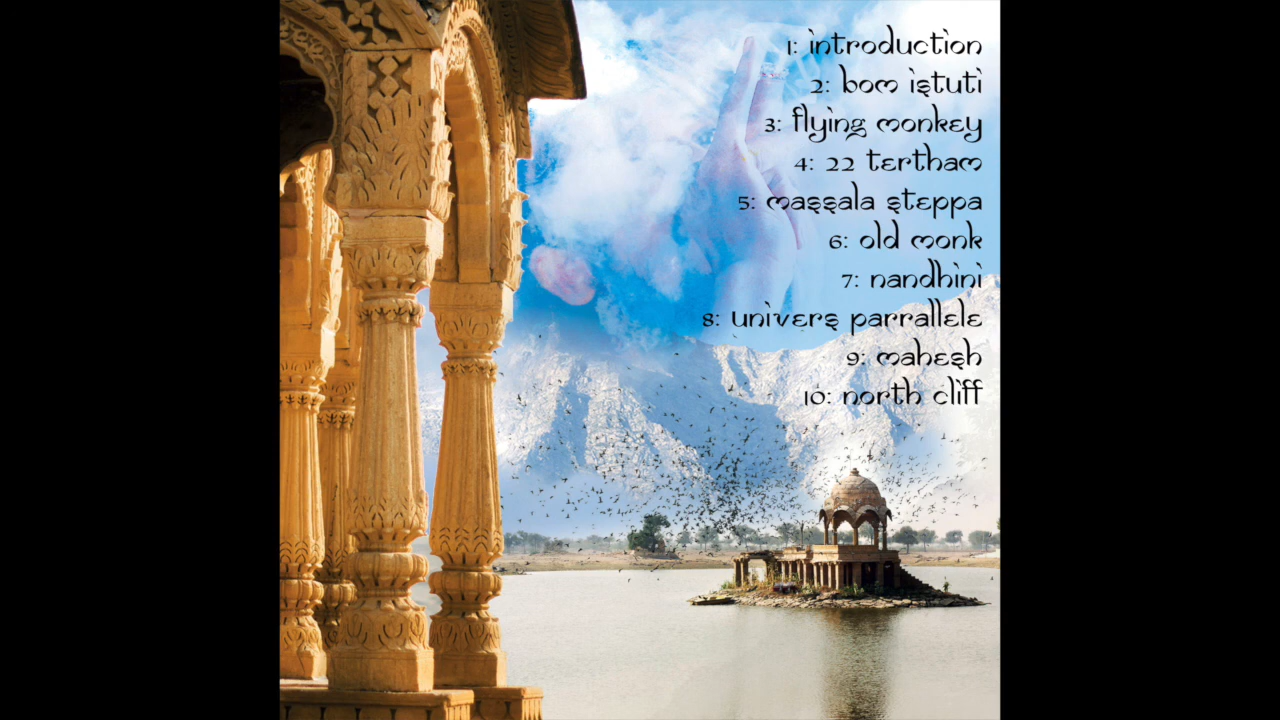 1: introduction
2: bom istuti
3: flying monkey
4: 22 tertham
5: massala steppa
6: old monk
7: nandhini
8: univers parrallele
9: mahesh
10: north cliff